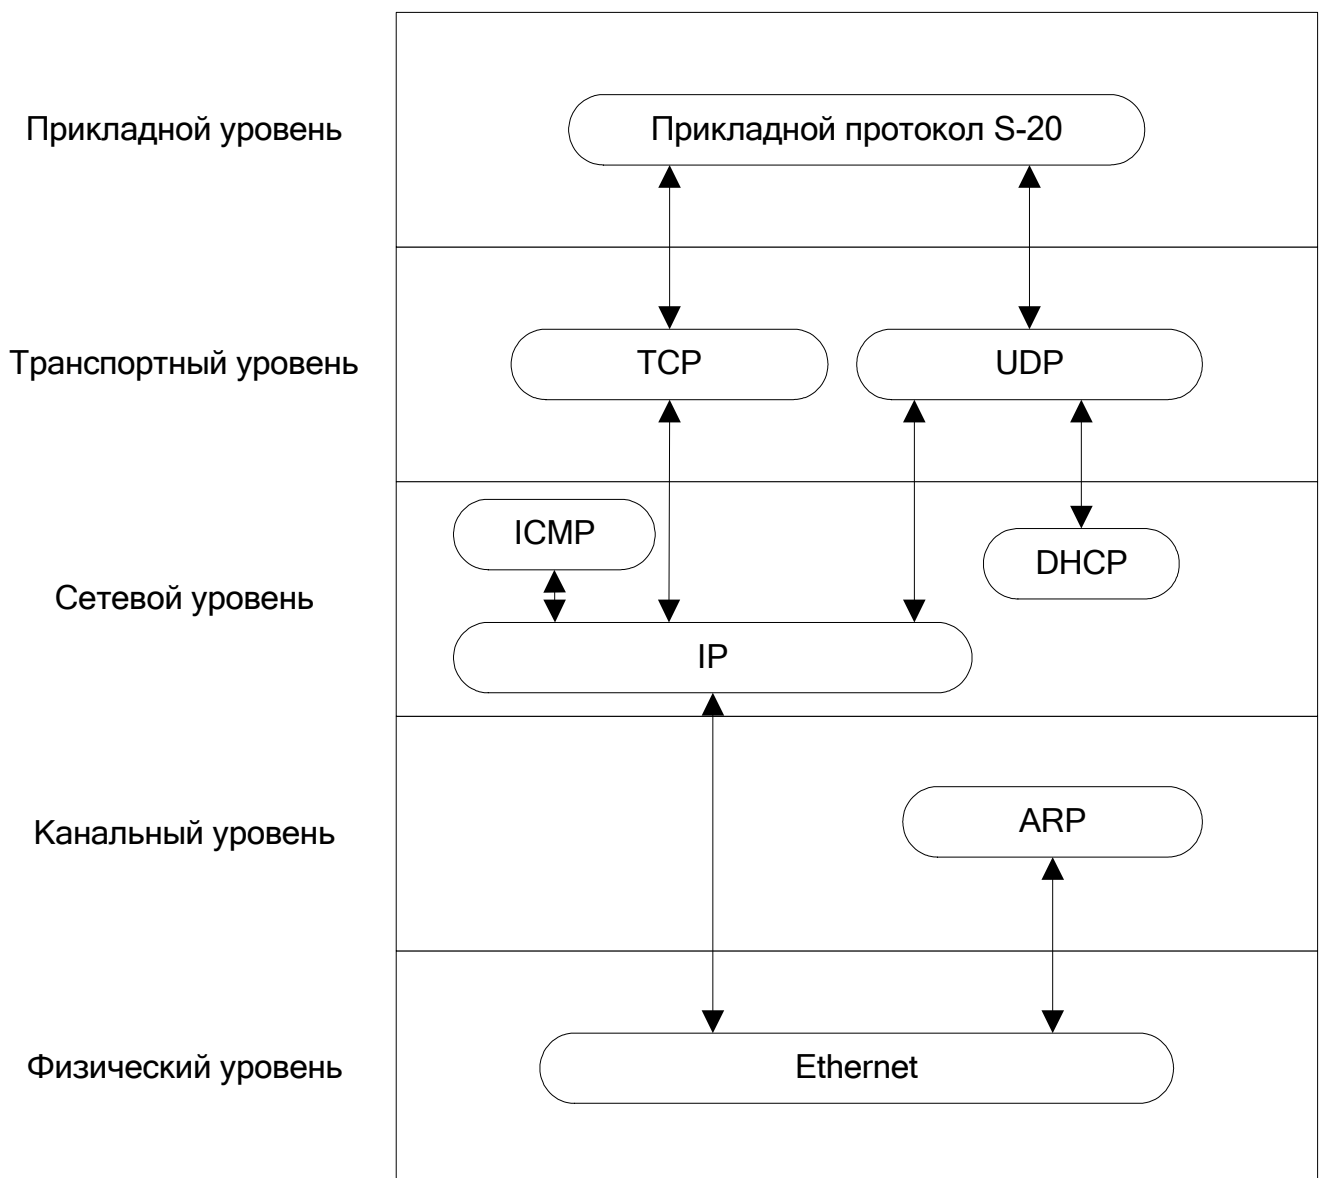 Прикладной уровень
Прикладной протокол S-20
Транспортный уровень
TCP
UDP
ICMP
DHCP
Сетевой уровень
IP
Канальный уровень
ARP
Физический уровень
Ethernet